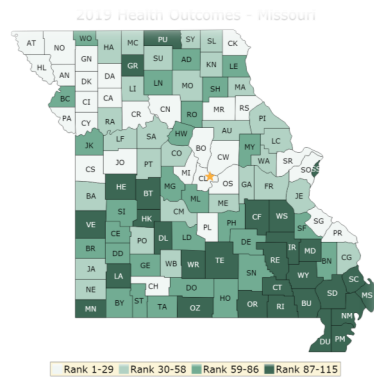 2019 Health Outcomes - Missouri
WO PU SY SL CK
AT NO HA MC AD
GN SU KN LE
HL GR
AN DA LN MO
DK LI SH MA
BC CI CN RO
PA CY RA CR MR RS PI
JK LF SA HW BO AU
CO CW MY LC
CS JO PT MI CD WA SR
MG OS SO SS
BA HE BT ML GA FR JE
ME
VE SI HK CM SG
CE PL PH CF WS SF PR
BR DD PO DL DE
LD IR MO BN CG
JA GE WB WR TE RE
NE LA SN WY SC
CH CT SD
MN BY ST DO
TA OZ HO OR RI BU MS
NM
DU PM
Rank 1-29 Rank 30-58 Rank 59-86 Rank 87-115